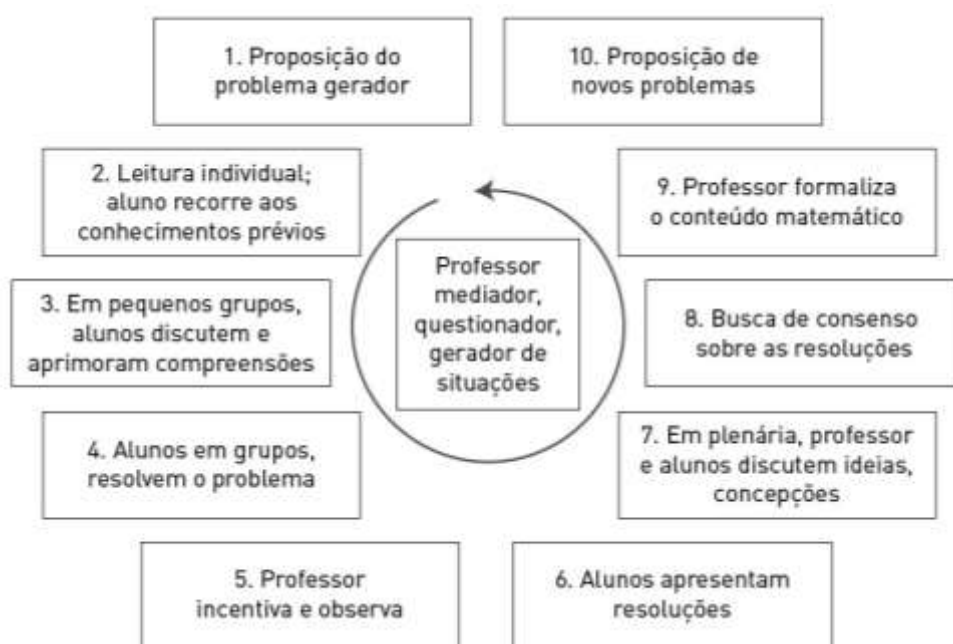 1. Proposição do
problema gerador
2. Leitura individual;
aluno recorre aos
conhecimentos prévios
3. Em pequenos grupos,
alunos discutem e
aprimoram compreensões
4. Alunos em grupos,
resolvem o problema
5. Professor
incentiva e observa
6. Alunos apresentam
resoluções
7. Em plenária, professor
e alunos discutem ideias,
concepções
8. Busca de consenso
sobre as resoluções
9. Professor formaliza
o conteúdo matemático
10. Proposição de
novos problemas
Professor
mediador,
questionador,
gerador de
situações